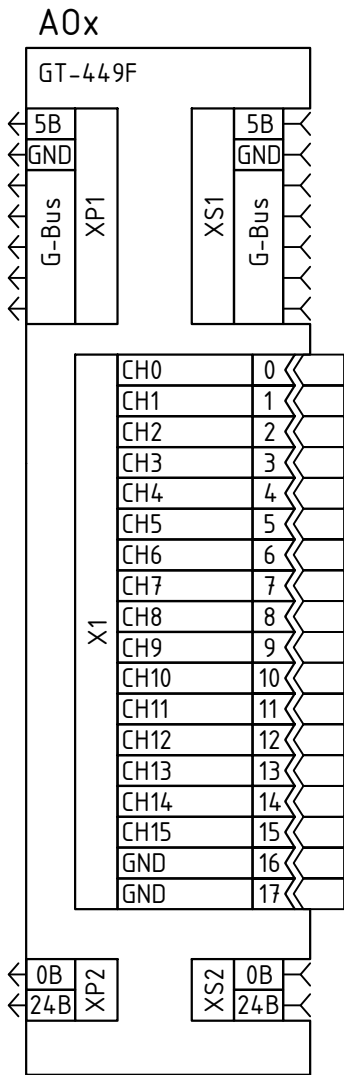 AOx
GT-449F
5В 5В
GND GND
G-Bus XP1 XS1 G-Bus
X1
CH0 0
CH1 1
CH2 2
CH3 3
CH4 4
CH5 5
CH6 6
CH7 7
CH8 8
CH9 9
CH10 10
CH11 11
CH12 12
CH13 13
CH14 14
CH15 15
GND 16
GND 17
0В XP2 XS2 0В
24В 24В